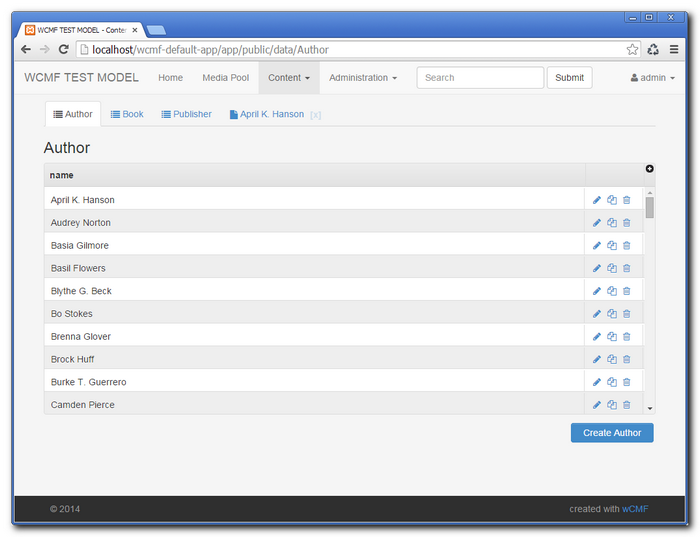 WCMF TEST MODEL - Conter
localhost/wcmf-default-app/app/public/data/Author
WCMF TEST MODEL Home Media Pool Content Administration Search Submit admin
Author Book Publisher April K. Hanson [x]
Author
name
April K. Hanson
Audrey Norton
Basia Gilmore
Basil Flowers
Blythe G. Beck
Bo Stokes
Brenna Glover
Brock Huff
Burke T. Guerrero
Camden Pierce
Create Author
© 2014 created with wCMF